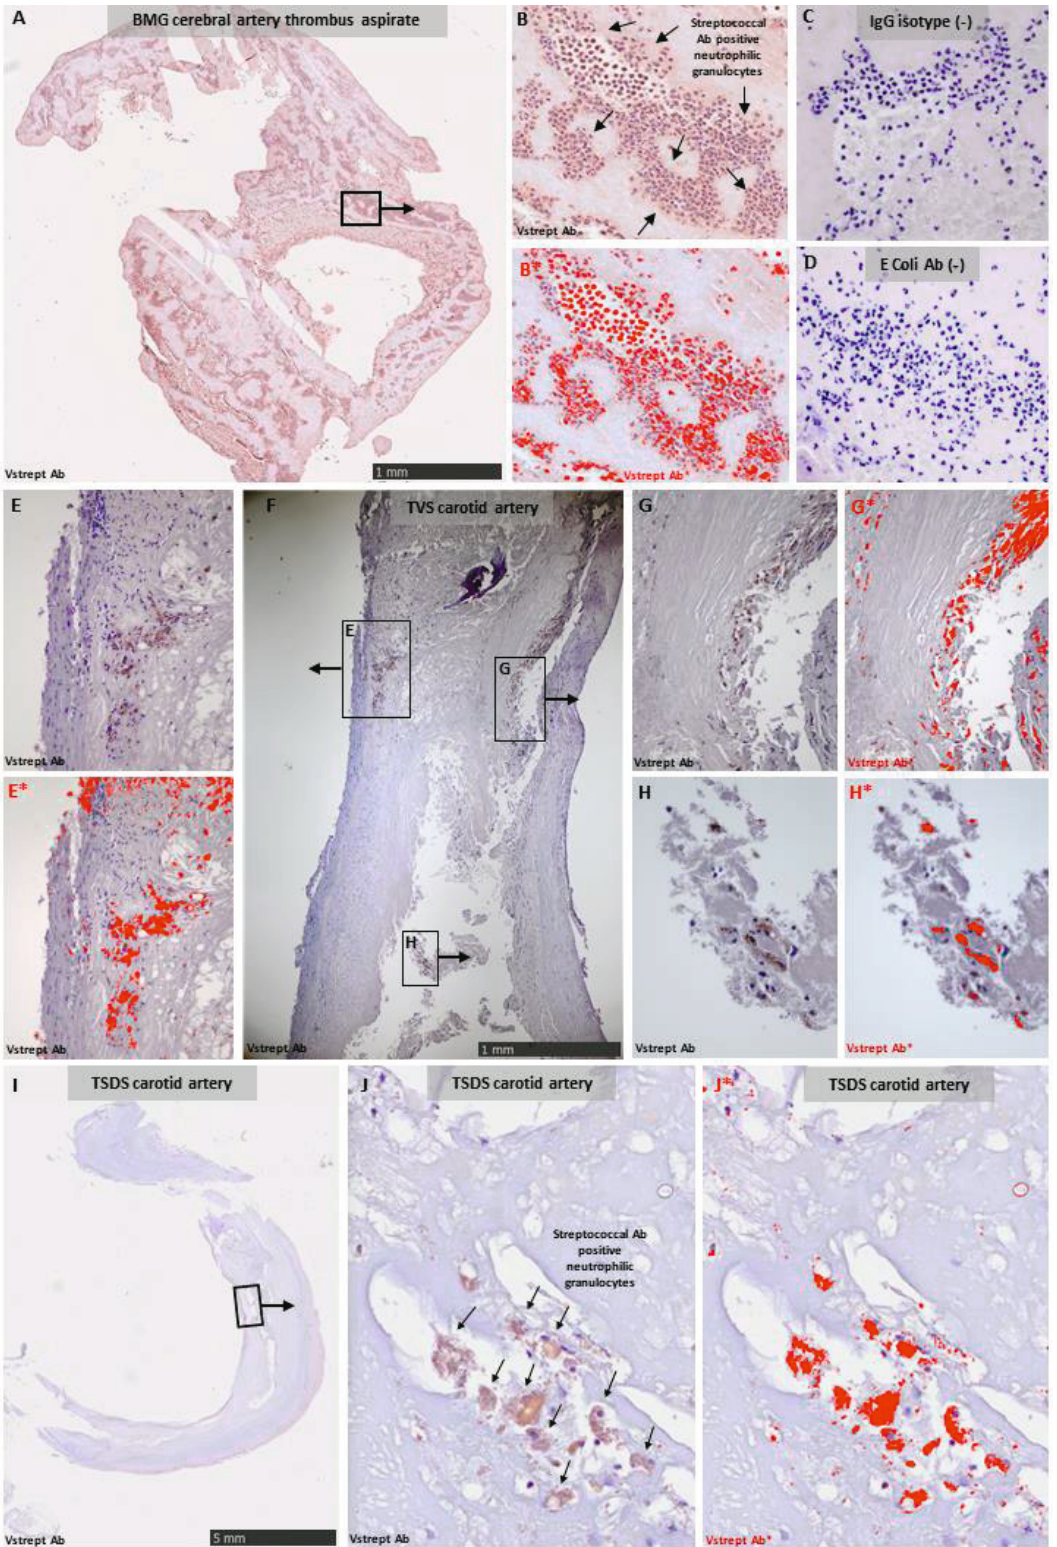 A
BMG cerebral artery thrombus aspirate
Vstrept Ab
1 mm
B
Streptococcal
Ab positive
neutrophilic
granulocytes
Vstrept Ab
C
IgG isotype (-)
B*
Vstrept Ab*
D
E Coli Ab (-)
E
Vstrept Ab
F
TVS carotid artery
E
G
H
1 mm
Vstrept Ab
G
Vstrept Ab
G*
Vstrept Ab*
E*
Vstrept Ab
H
Vstrept Ab
H*
Vstrept Ab*
I
TSDS carotid artery
Vstrept Ab
5 mm
J
TSDS carotid artery
Streptococcal Ab
positive
neutrophilic
granulocytes
Vstrept Ab
J*
TSDS carotid artery
Vstrept Ab*